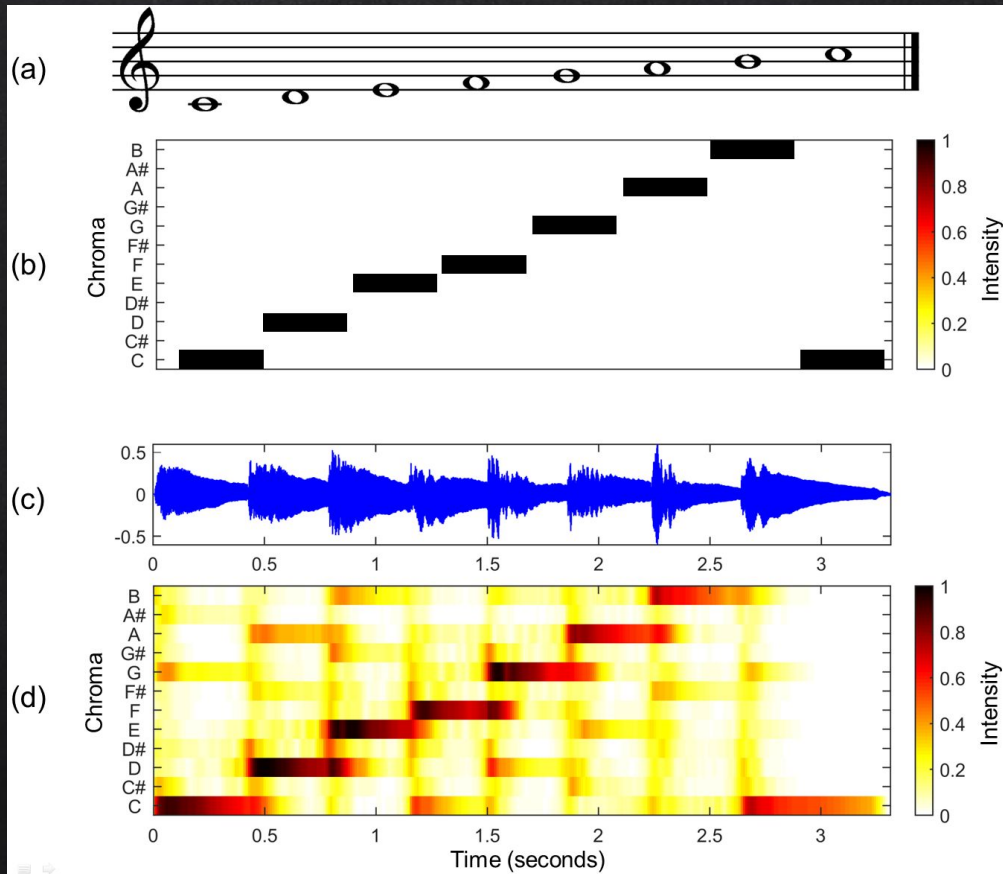 (a)
(b)
Chroma
B
A#
A
G#
G
F#
F
E
D#
D
C#
C
1
0.8
0.6
0.4
0.2
0
Intensity
(c)
0.5
0
-0.5
0 0.5 1 1.5 2 2.5 3
(d)
Chroma
B
A#
A
G#
G
F#
F
E
D#
D
C#
C
0 0.5 1 1.5 2 2.5 3
Time (seconds)
1
0.8
0.6
0.4
0.2
0
Intensity